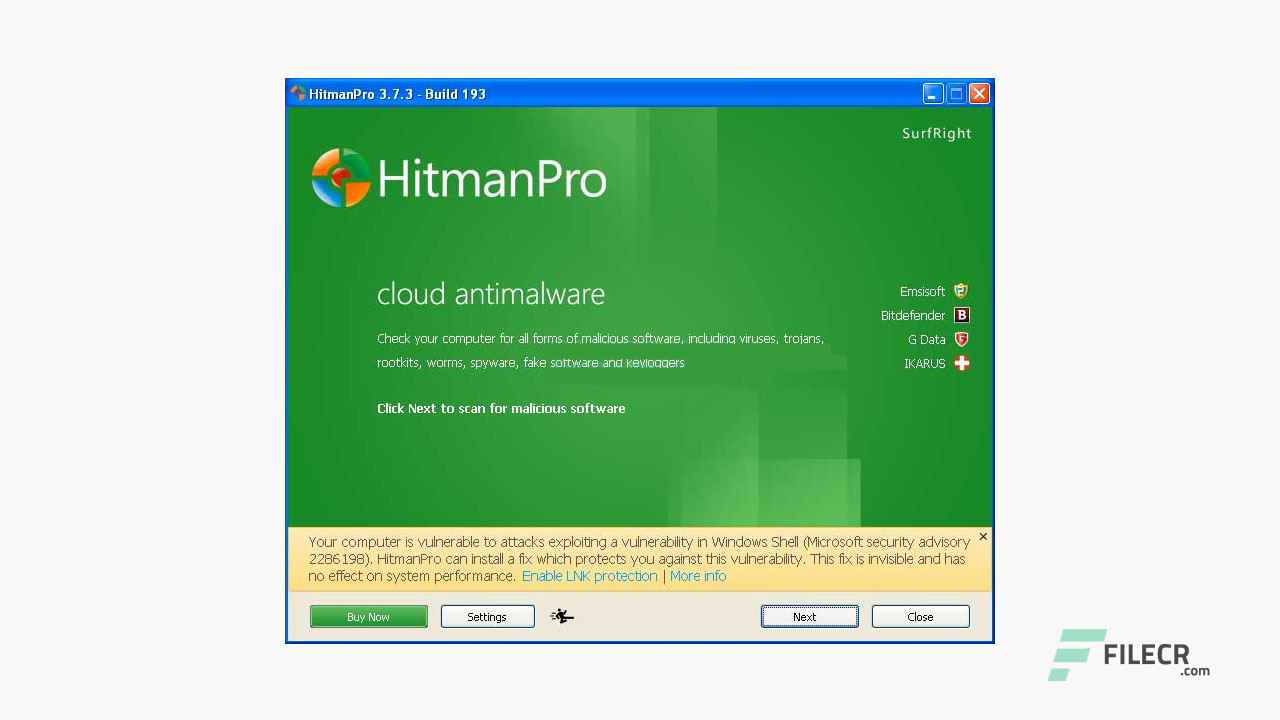 HitmanPro 3.7.3 - Build 193
SurfRight
HitmanPro
cloud antimalware
Check your computer for all forms of malicious software, including viruses, trojans,
rootkits, worms, spyware, fake software and keyloggers
Click Next to scan for malicious software
Emsisoft
Bitdefender B
G Data
IKARUS
Your computer is vulnerable to attacks exploiting a vulnerability in Windows Shell (Microsoft security advisory
2286198). HitmanPro can install a fix which protects you against this vulnerability. This fix is invisible and has
no effect on system performance. Enable LNK protection | More info
Buy Now Settings Next Close
FILECR
.com